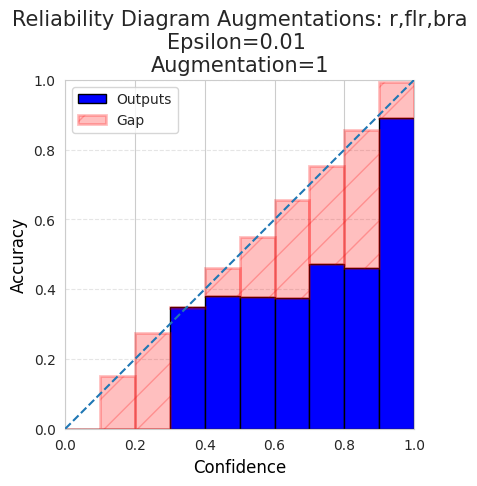 Reliability Diagram Augmentations: r,flr,bra
Epsilon=0.01
Augmentation=1
1.0
Outputs
Gap
0.8
0.6
Accuracy
0.4
0.2
0.0
0.0 0.2 0.4 0.6 0.8 1.0
Confidence